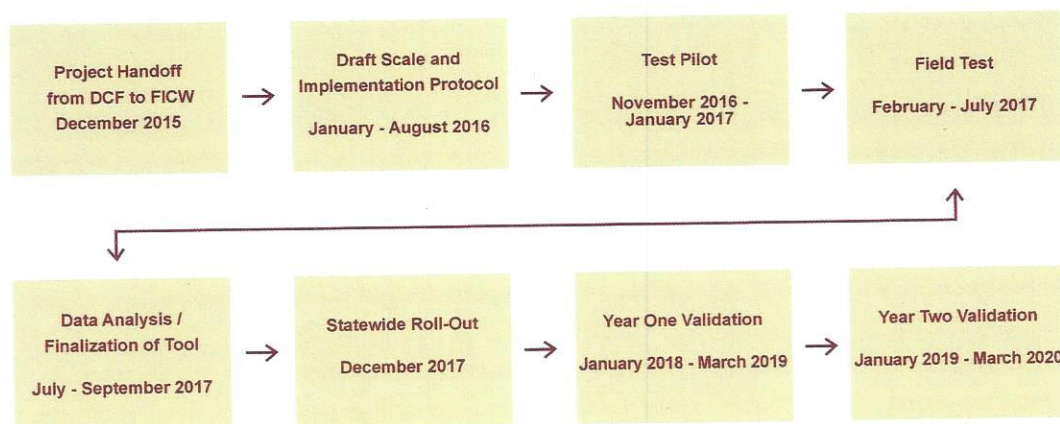 Project Handoff
from DCF to FICW
December 2015
Draft Scale and
Implementation Protocol
January - August 2016
Test Pilot
November 2016 -
January 2017
Field Test
February - July 2017
Data Analysis /
Finalization of Tool
July - September 2017
Statewide Roll-Out
December 2017
Year One Validation
January 2018 - March 2019
Year Two Validation
January 2019 - March 2020